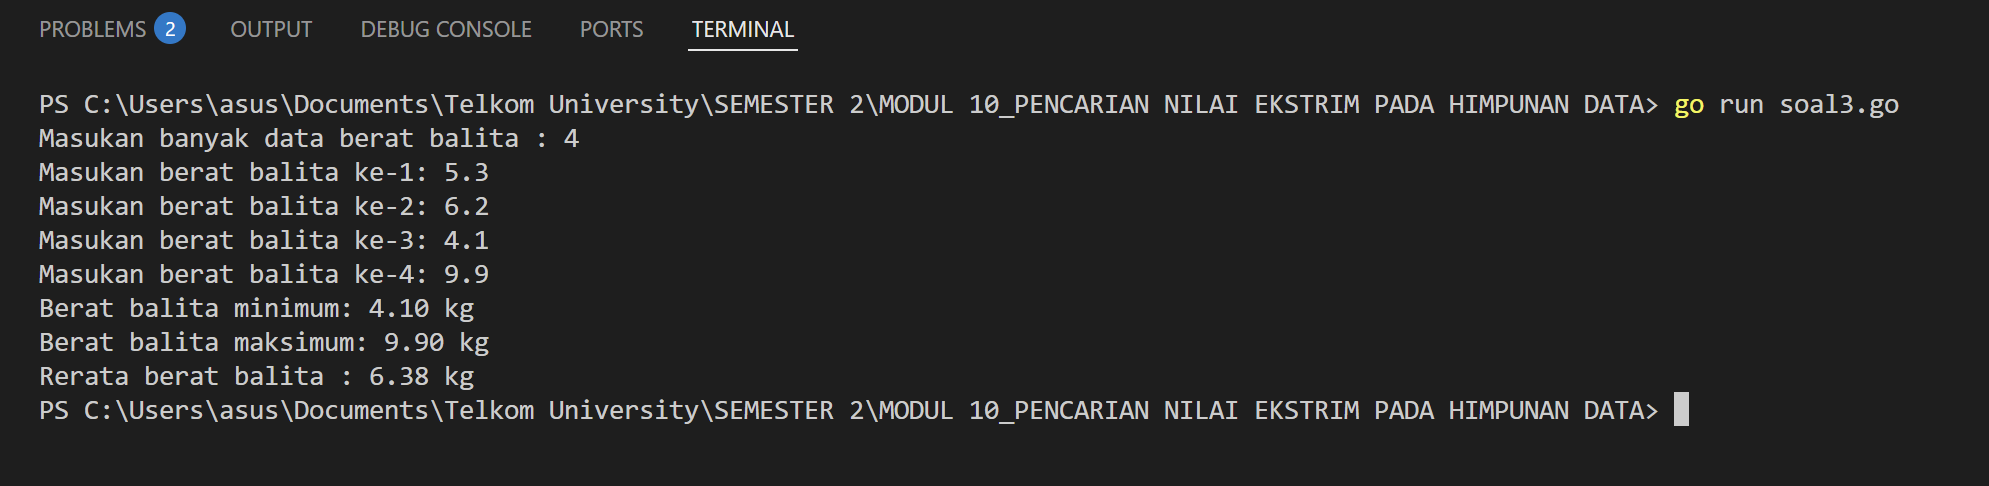 PROBLEMS 2 OUTPUT DEBUG CONSOLE PORTS TERMINAL
PS C:\Users\asus\Documents\Telkom University\SEMESTER 2\MODUL 10_PENCARIAN NILAI EKSTRIM PADA HIMPUNAN DATA> go run soal3.go
Masukan banyak data berat balita : 4
Masukan berat balita ke-1: 5.3
Masukan berat balita ke-2: 6.2
Masukan berat balita ke-3: 4.1
Masukan berat balita ke-4: 9.9
Berat balita minimum: 4.10 kg
Berat balita maksimum: 9.90 kg
Rerata berat balita : 6.38 kg
PS C:\Users\asus\Documents\Telkom University\SEMESTER 2\MODUL 10_PENCARIAN NILAI EKSTRIM PADA HIMPUNAN DATA>